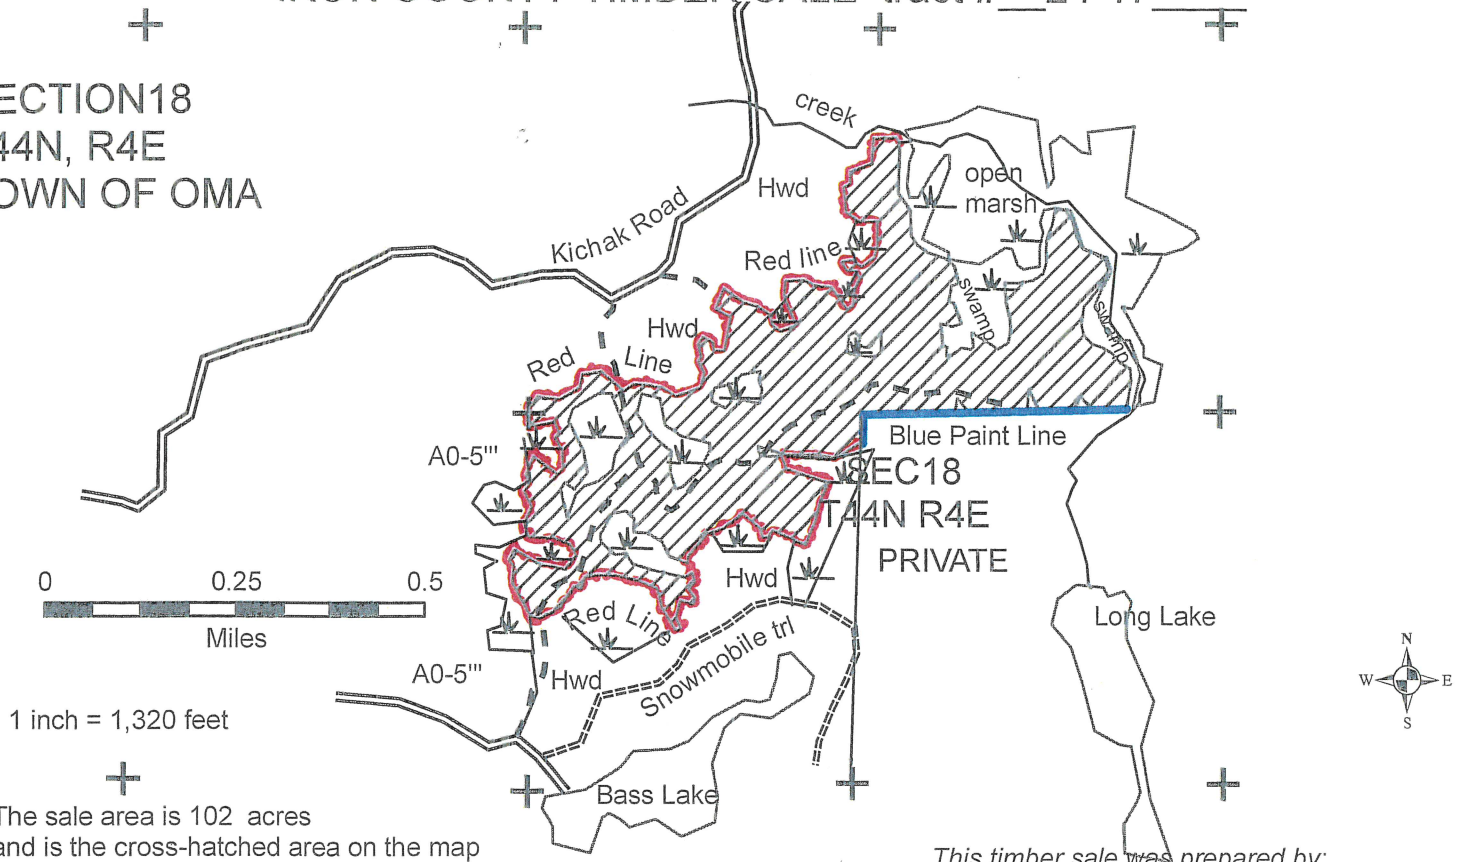 ECTION18
44N, R4E
OWN OF OMA
creek
Hwd
open
marsh
Kichak Road
Red line
swamp
swamp
Hwd
Red Line
A0-5'''
Blue Paint Line
SEC18
T44N R4E
PRIVATE
0 0.25 0.5
Miles
Hwd
Red Line
Long Lake
Snowmobile trl
A0-5'''
Hwd
N
W E
S
1 inch = 1,320 feet
Bass Lake
The sale area is 102 acres
and is the cross-hatched area on the map
This timber sale was prepared by: